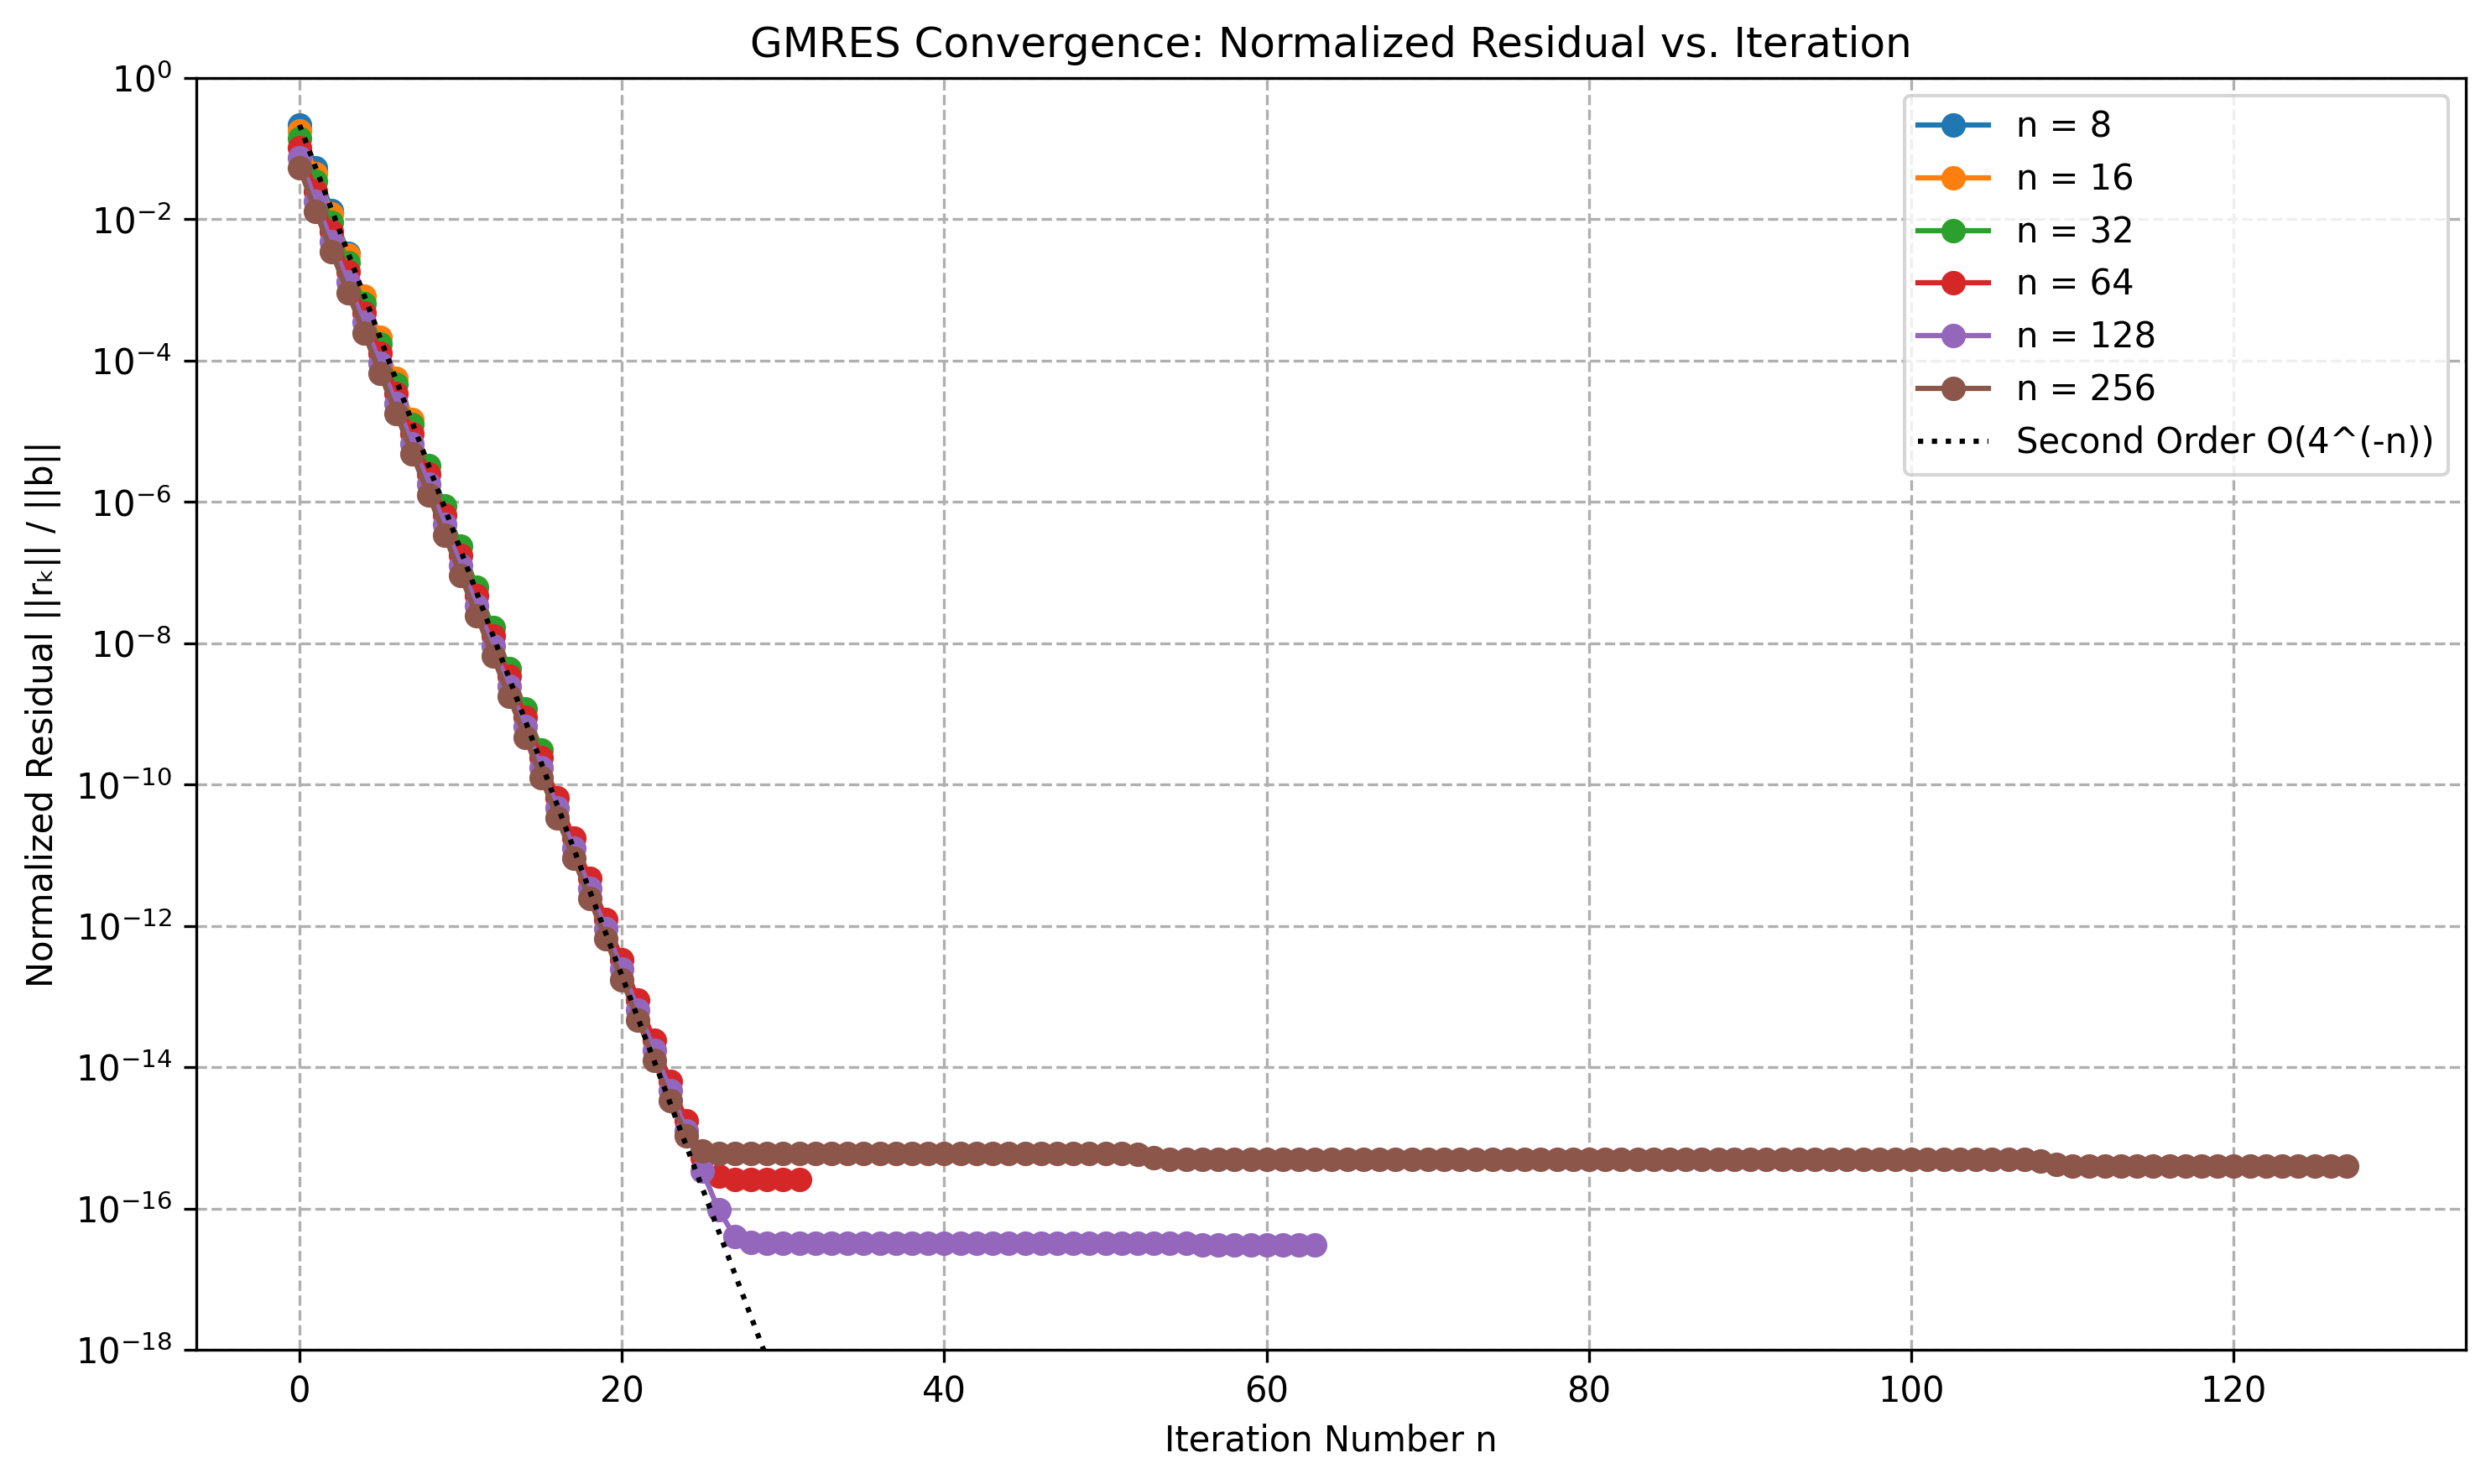 GMRES Convergence: Normalized Residual vs. Iteration
10⁰
10⁻²
10⁻⁴
10⁻⁶
10⁻⁸
10⁻¹⁰
10⁻¹²
10⁻¹⁴
10⁻¹⁶
10⁻¹⁸
Normalized Residual ||rₖ|| / ||b||
n = 8
n = 16
n = 32
n = 64
n = 128
n = 256
Second Order O(4^(-n))
0 20 40 60 80 100 120
Iteration Number n